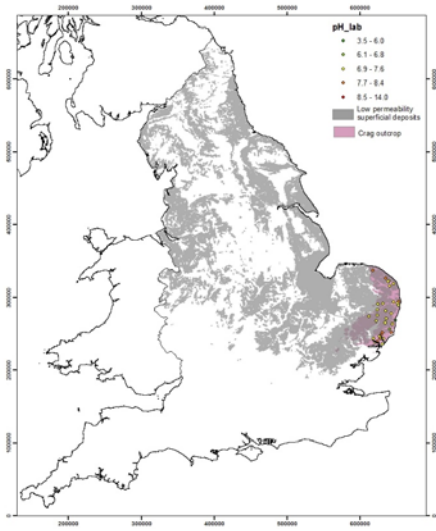 200000 300000 400000 500000 600000
pH_lab
3.5 - 6.0
6.1 - 6.8
6.9 - 7.6
7.7 - 8.4
8.5 - 14.0
Low permeability
superficial deposits
Crag outcrop
600000 600000
500000 500000
400000 400000
300000 300000
200000 200000
100000 100000
0 0
200000 300000 400000 500000 600000